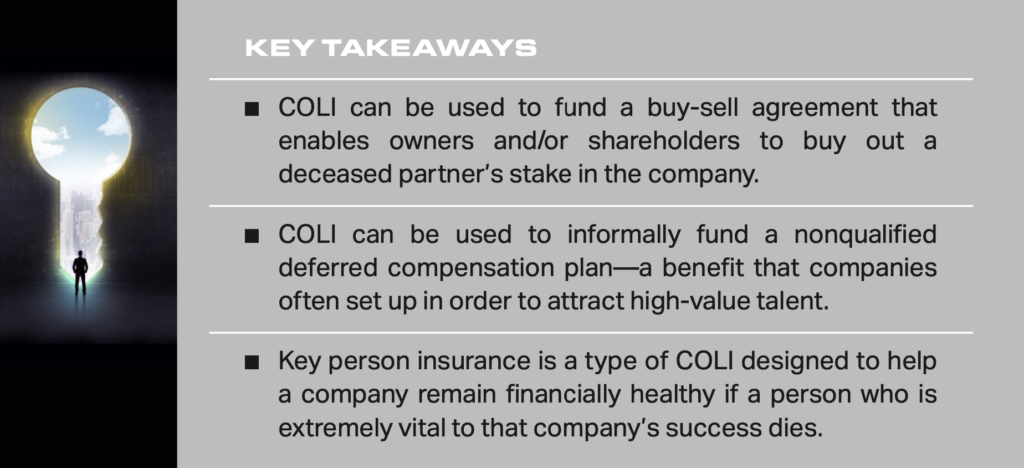 KEY TAKEAWAYS
■ COLI can be used to fund a buy-sell agreement that
enables owners and/or shareholders to buy out a
deceased partner's stake in the company.
■ COLI can be used to informally fund a nonqualified
deferred compensation plan—a benefit that companies
often set up in order to attract high-value talent.
■ Key person insurance is a type of COLI designed to help
a company remain financially healthy if a person who is
extremely vital to that company's success dies.